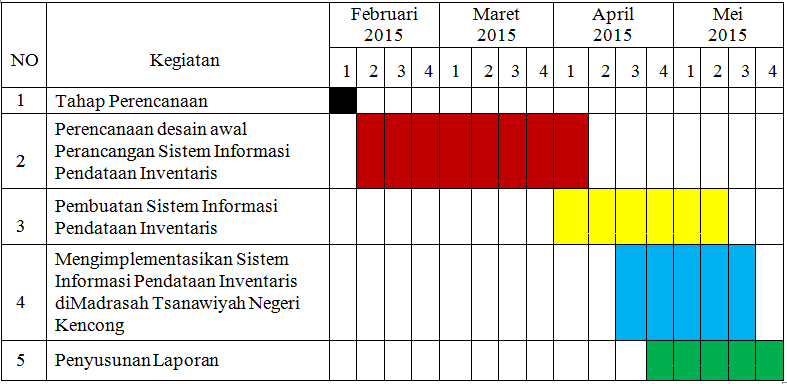 NO
Kegiatan
Februari
2015
Maret
2015
April
2015
Mei
2015
1 2 3 4 1 2 3 4 1 2 3 4 1 2 3 4
1 Tahap Perencanaan
2
Perencanaan desain awal
Perancangan Sistem Informasi
Pendataan Inventaris
3
Pembuatan Sistem Informasi
Pendataan Inventaris
4
Mengimplementasikan Sistem
Informasi Pendataan Inventaris
diMadrasah Tsanawiyah Negeri
Kencong
5 Penyusunan Laporan